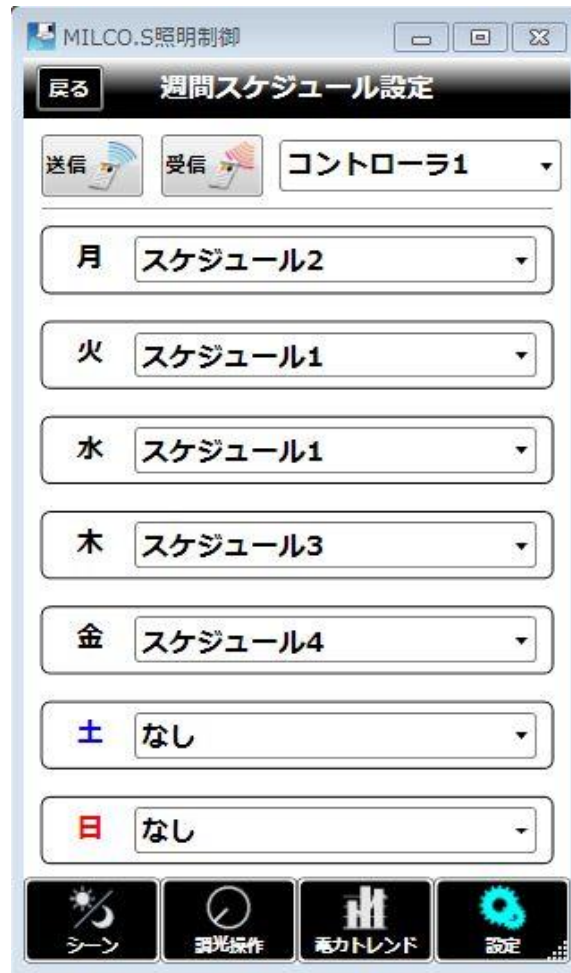 MILCO.S照明制御
戻る 週間スケジュール設定
送信 受信 コントローラ1
月 スケジュール2
火 スケジュール1
水 スケジュール1
木 スケジュール3
金 スケジュール4
土 なし
日 なし
シーン 調光操作 電力トレンド 設定